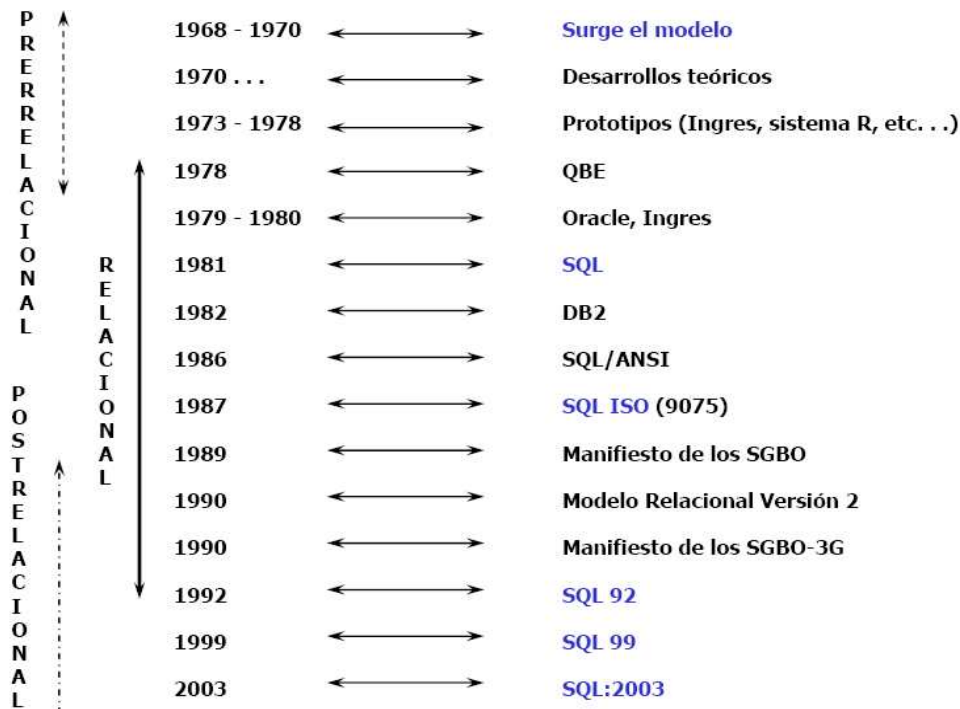 PRERRELACIONAL
RELACIONAL
POSTRELACIONAL
1968 - 1970 Surge el modelo
1970 . . . Desarrollos teóricos
1973 - 1978 Prototipos (Ingres, sistema R, etc. . .)
1978 QBE
1979 - 1980 Oracle, Ingres
1981 SQL
1982 DB2
1986 SQL/ANSI
1987 SQL ISO (9075)
1989 Manifiesto de los SGBO
1990 Modelo Relacional Versión 2
1990 Manifiesto de los SGBO-3G
1992 SQL 92
1999 SQL 99
2003 SQL:2003